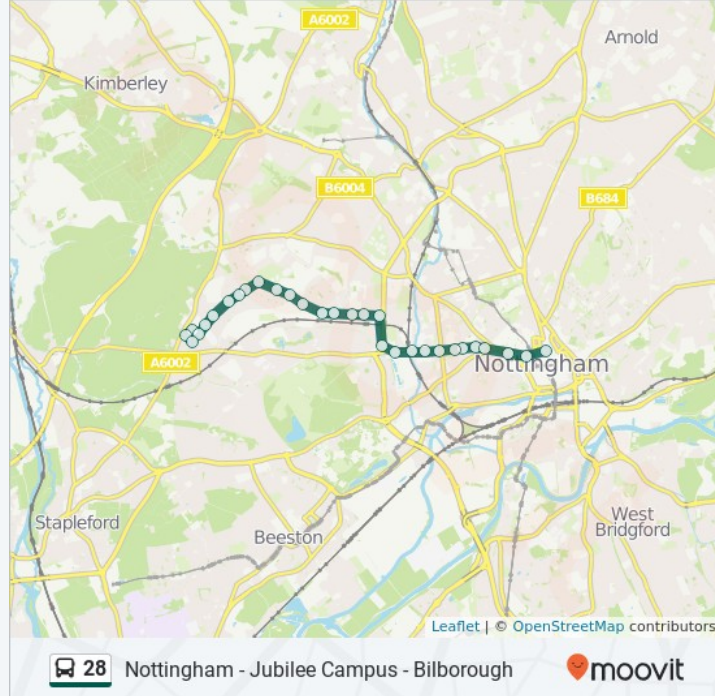 A6002
Arnold
Kimberley
B6004
B684
A6002
Nottingham
Stapleford
Beeston
West
Bridgford
Leaflet | © OpenStreetMap contributors
28 Nottingham - Jubilee Campus - Bilborough moovit